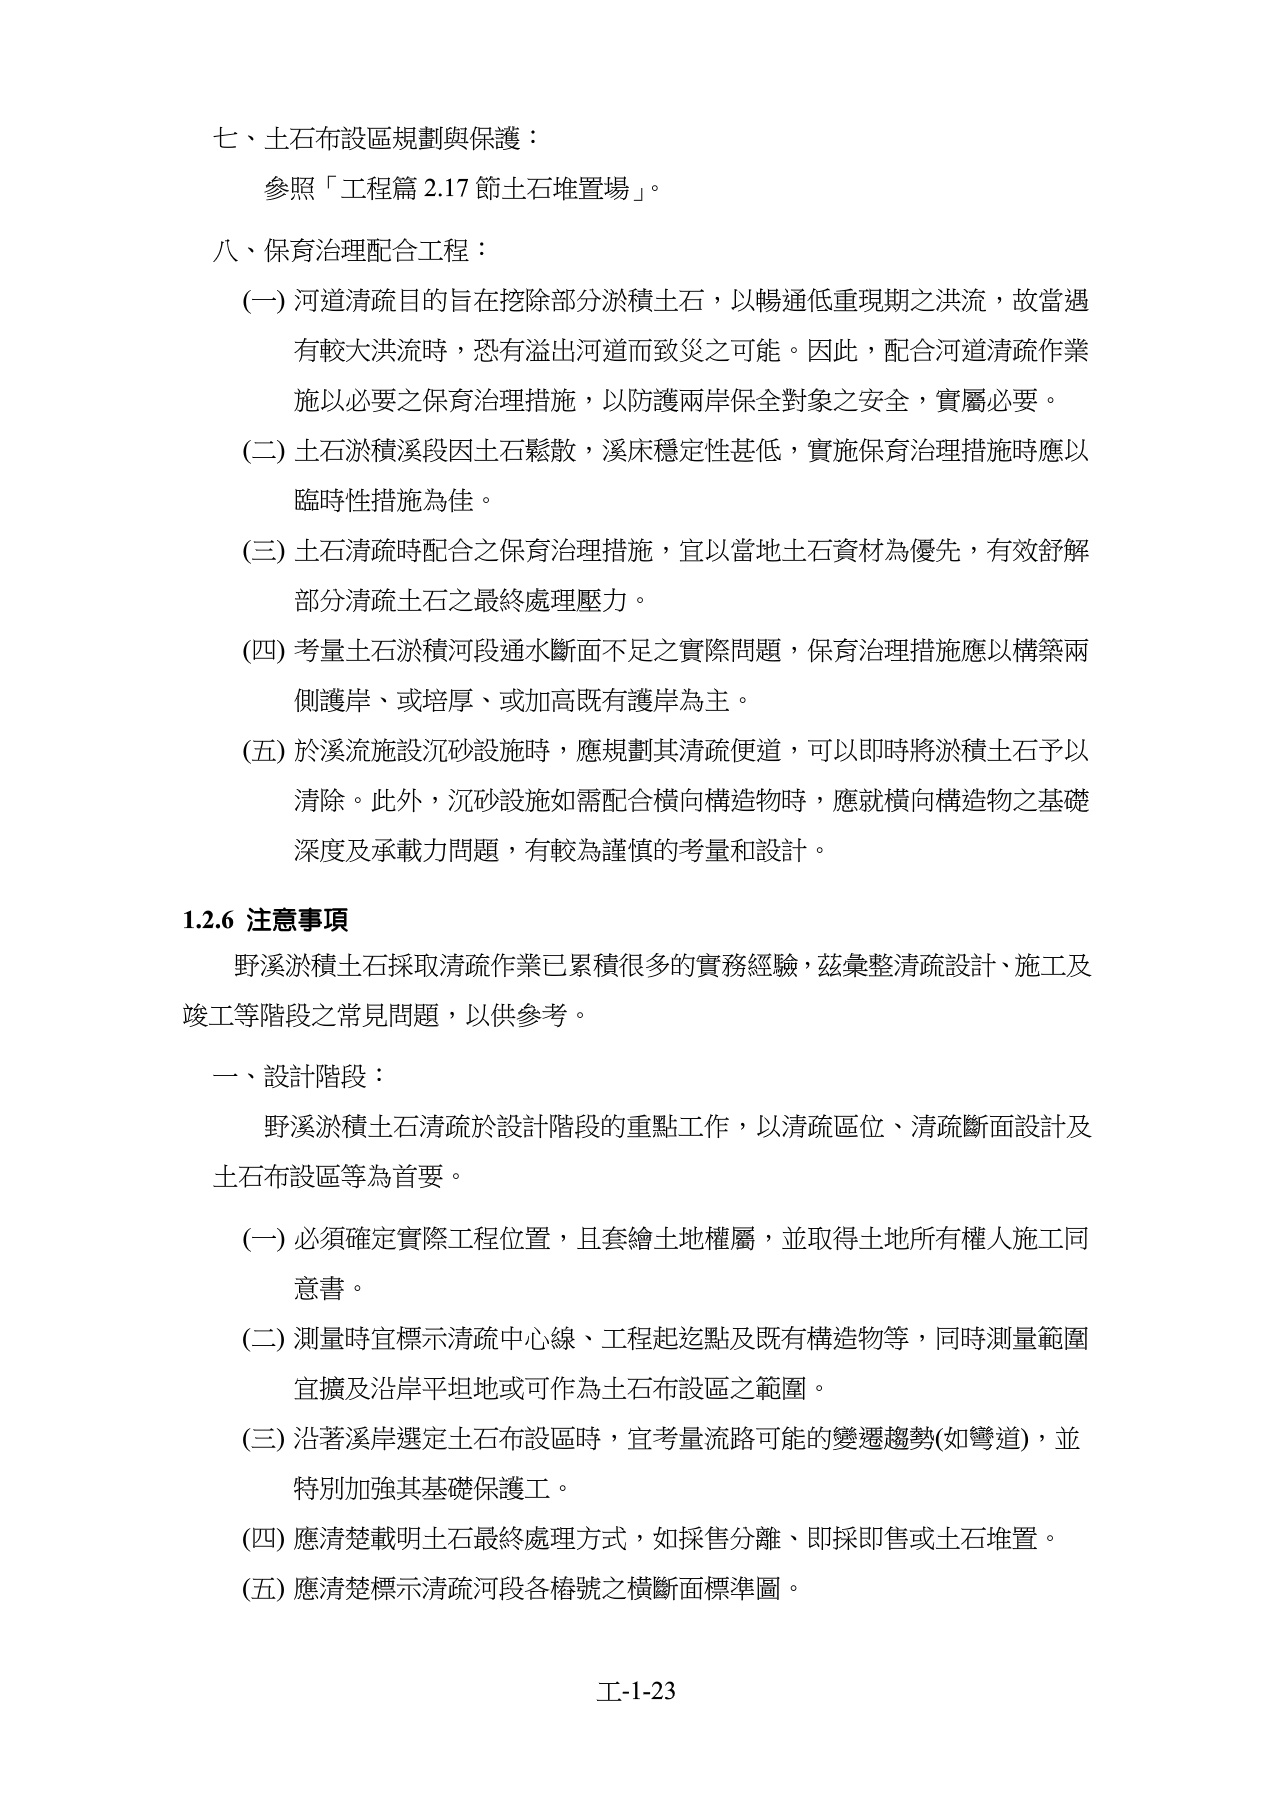 七、土石布設區規劃與保護：
參照「工程篇 2.17 節土石堆置場」。
八、保育治理配合工程：
(一) 河道清疏目的旨在挖除部分淤積土石，以暢通低重現期之洪流，故當遇
有較大洪流時，恐有溢出河道而致災之可能。因此，配合河道清疏作業
施以必要之保育治理措施，以防護兩岸保全對象之安全，實屬必要。
(二) 土石淤積溪段因土石鬆散，溪床穩定性甚低，實施保育治理措施時應以
臨時性措施為佳。
(三) 土石清疏時配合之保育治理措施，宜以當地土石資材為優先，有效舒解
部分清疏土石之最終處理壓力。
(四) 考量土石淤積河段通水斷面不足之實際問題，保育治理措施應以構築兩
側護岸、或培厚、或加高既有護岸為主。
(五) 於溪流施設沉砂設施時，應規劃其清疏便道，可以即時將淤積土石予以
清除。此外，沉砂設施如需配合橫向構造物時，應就橫向構造物之基礎
深度及承載力問題，有較為謹慎的考量和設計。
1.2.6 注意事項
野溪淤積土石採取清疏作業已累積很多的實務經驗，茲彙整清疏設計、施工及
竣工等階段之常見問題，以供參考。
一、設計階段：
野溪淤積土石清疏於設計階段的重點工作，以清疏區位、清疏斷面設計及
土石布設區等為首要。
(一) 必須確定實際工程位置，且套繪土地權屬，並取得土地所有權人施工同
意書。
(二) 測量時宜標示清疏中心線、工程起迄點及既有構造物等，同時測量範圍
宜擴及沿岸平坦地或可作為土石布設區之範圍。
(三) 沿著溪岸選定土石布設區時，宜考量流路可能的變遷趨勢(如彎道)，並
特別加強其基礎保護工。
(四) 應清楚載明土石最終處理方式，如採售分離、即採即售或土石堆置。
(五) 應清楚標示清疏河段各樁號之橫斷面標準圖。
工-1-23